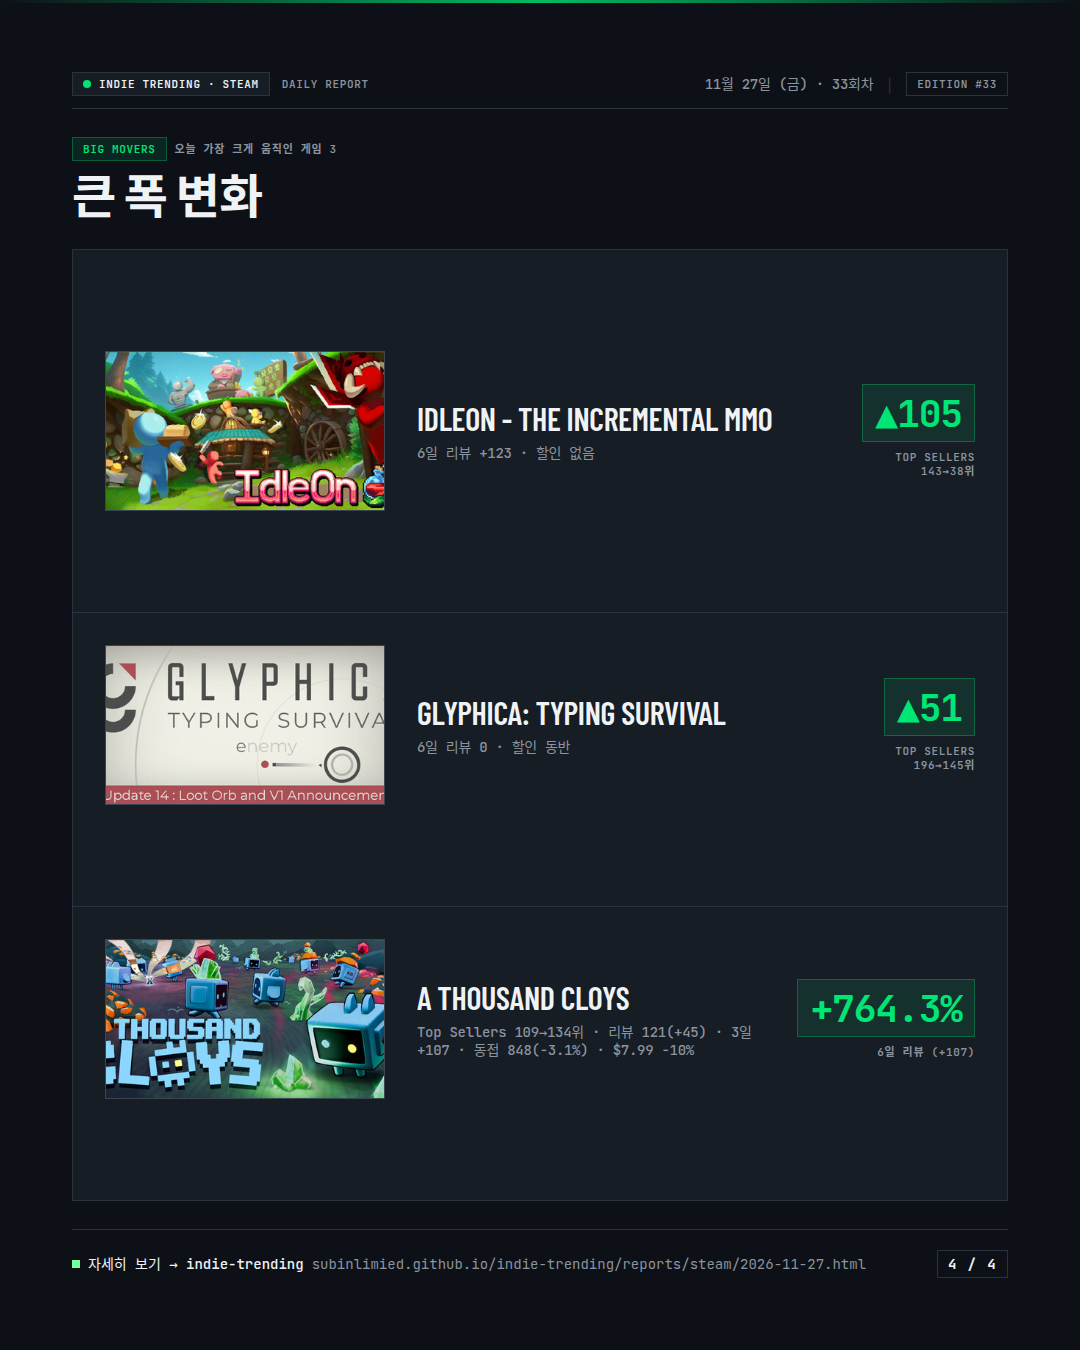 INDIE TRENDING · STEAM DAILY REPORT 11월 27일 (금) · 33회차 EDITION #33
BIG MOVERS 오늘 가장 크게 움직인 게임 3
큰 폭 변화
IdleOn
IDLEON - THE INCREMENTAL MMO
6일 리뷰 +123 · 할인 없음
▲105
TOP SELLERS
143→38위
GLYPHIC
TYPING SURVIVA
enemy
Update 14 : Loot Orb and V1 Announcemen
GLYPHICA: TYPING SURVIVAL
6일 리뷰 0 · 할인 동반
▲51
TOP SELLERS
196→145위
THOUSAND
CLOYS
A THOUSAND CLOYS
Top Sellers 109→134위 · 리뷰 121(+45) · 3일
+107 · 동접 848(-3.1%) · $7.99 -10%
+764.3%
6일 리뷰 (+107)
자세히 보기 → indie-trending subinlimied.github.io/indie-trending/reports/steam/2026-11-27.html 4 / 4